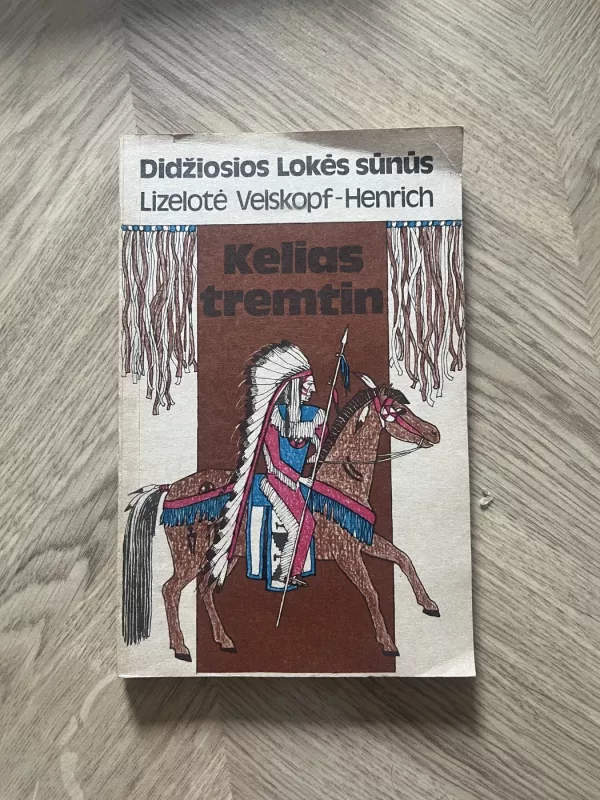 Didžiosios Lokės sūnūs
Lizelotė Velskopf-Henrich
Kelias
tremtin